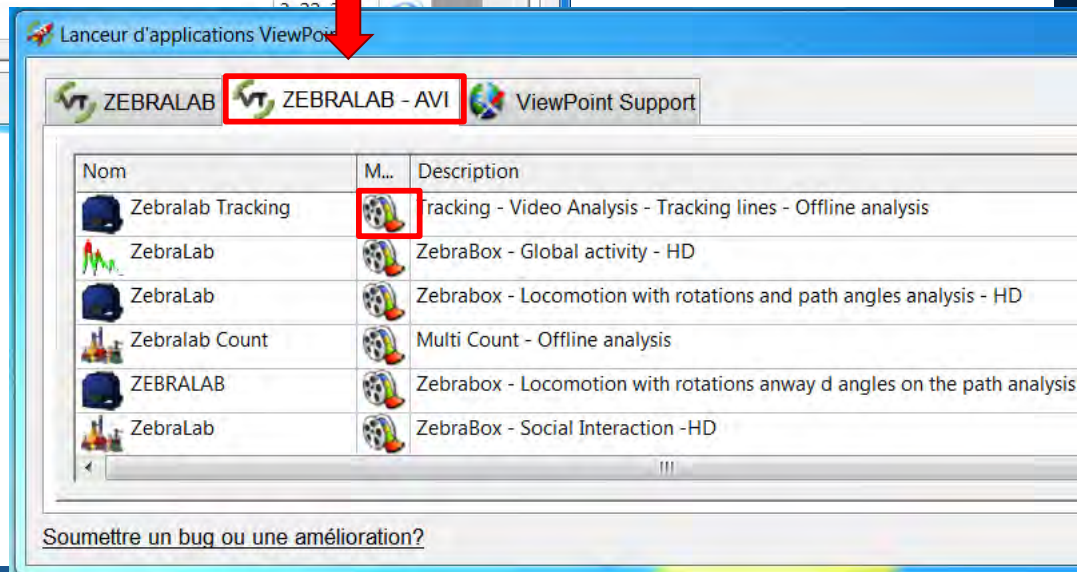 Lanceur d'applications ViewPoin
ZEBRALAB ZEBRALAB - AVI ViewPoint Support
Nom M... Description
Zebralab Tracking Tracking - Video Analysis - Tracking lines - Offline analysis
ZebraLab ZebraBox - Global activity - HD
ZebraLab Zebrabox - Locomotion with rotations and path angles analysis - HD
Zebralab Count Multi Count - Offline analysis
ZEBRALAB Zebrabox - Locomotion with rotations anway d angles on the path analysis
ZebraLab ZebraBox - Social Interaction -HD
Soumettre un bug ou une amélioration?